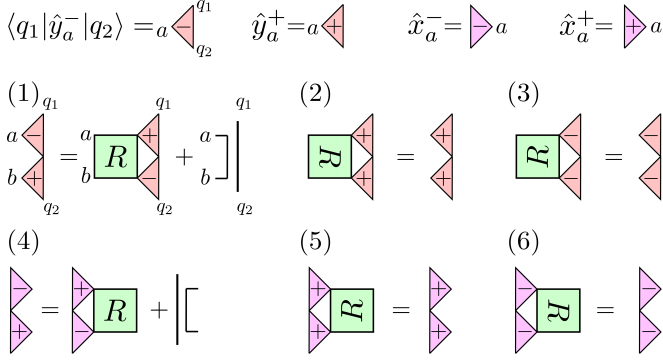 ⟨q₁|ŷₐ⁻|q₂⟩ = a − q₁ q₂ ŷₐ⁺ = a + x̂ₐ⁻ = − a x̂ₐ⁺ = + a
(1) q₁ (2) (3)
a − b + q₂ = a b R + − q₁ q₂ + a b q₁ q₂ R + + = + + R − − = − −
(4) (5) (6)
− + = + − R + + + R = + + − − R = − −